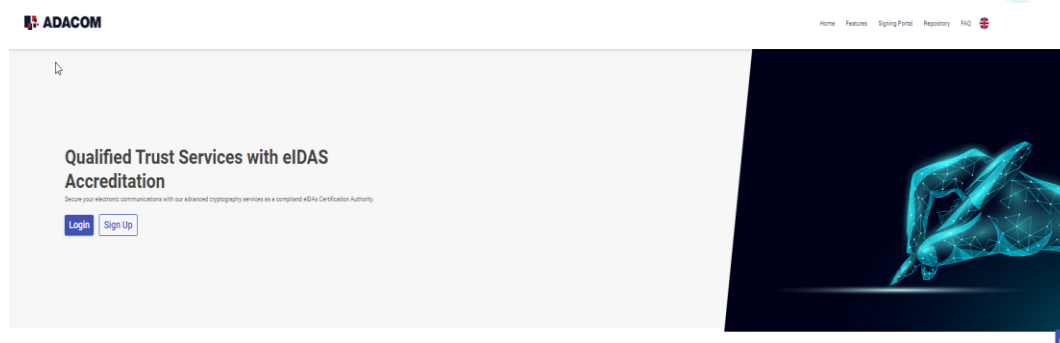 ADACOM
Home Features Signing Portal Repository FAQ
Qualified Trust Services with eIDAS
Accreditation
Secure your electronic communications with our advanced cryptography services as a compliand eIDAs Certification Authority.
Login Sign Up